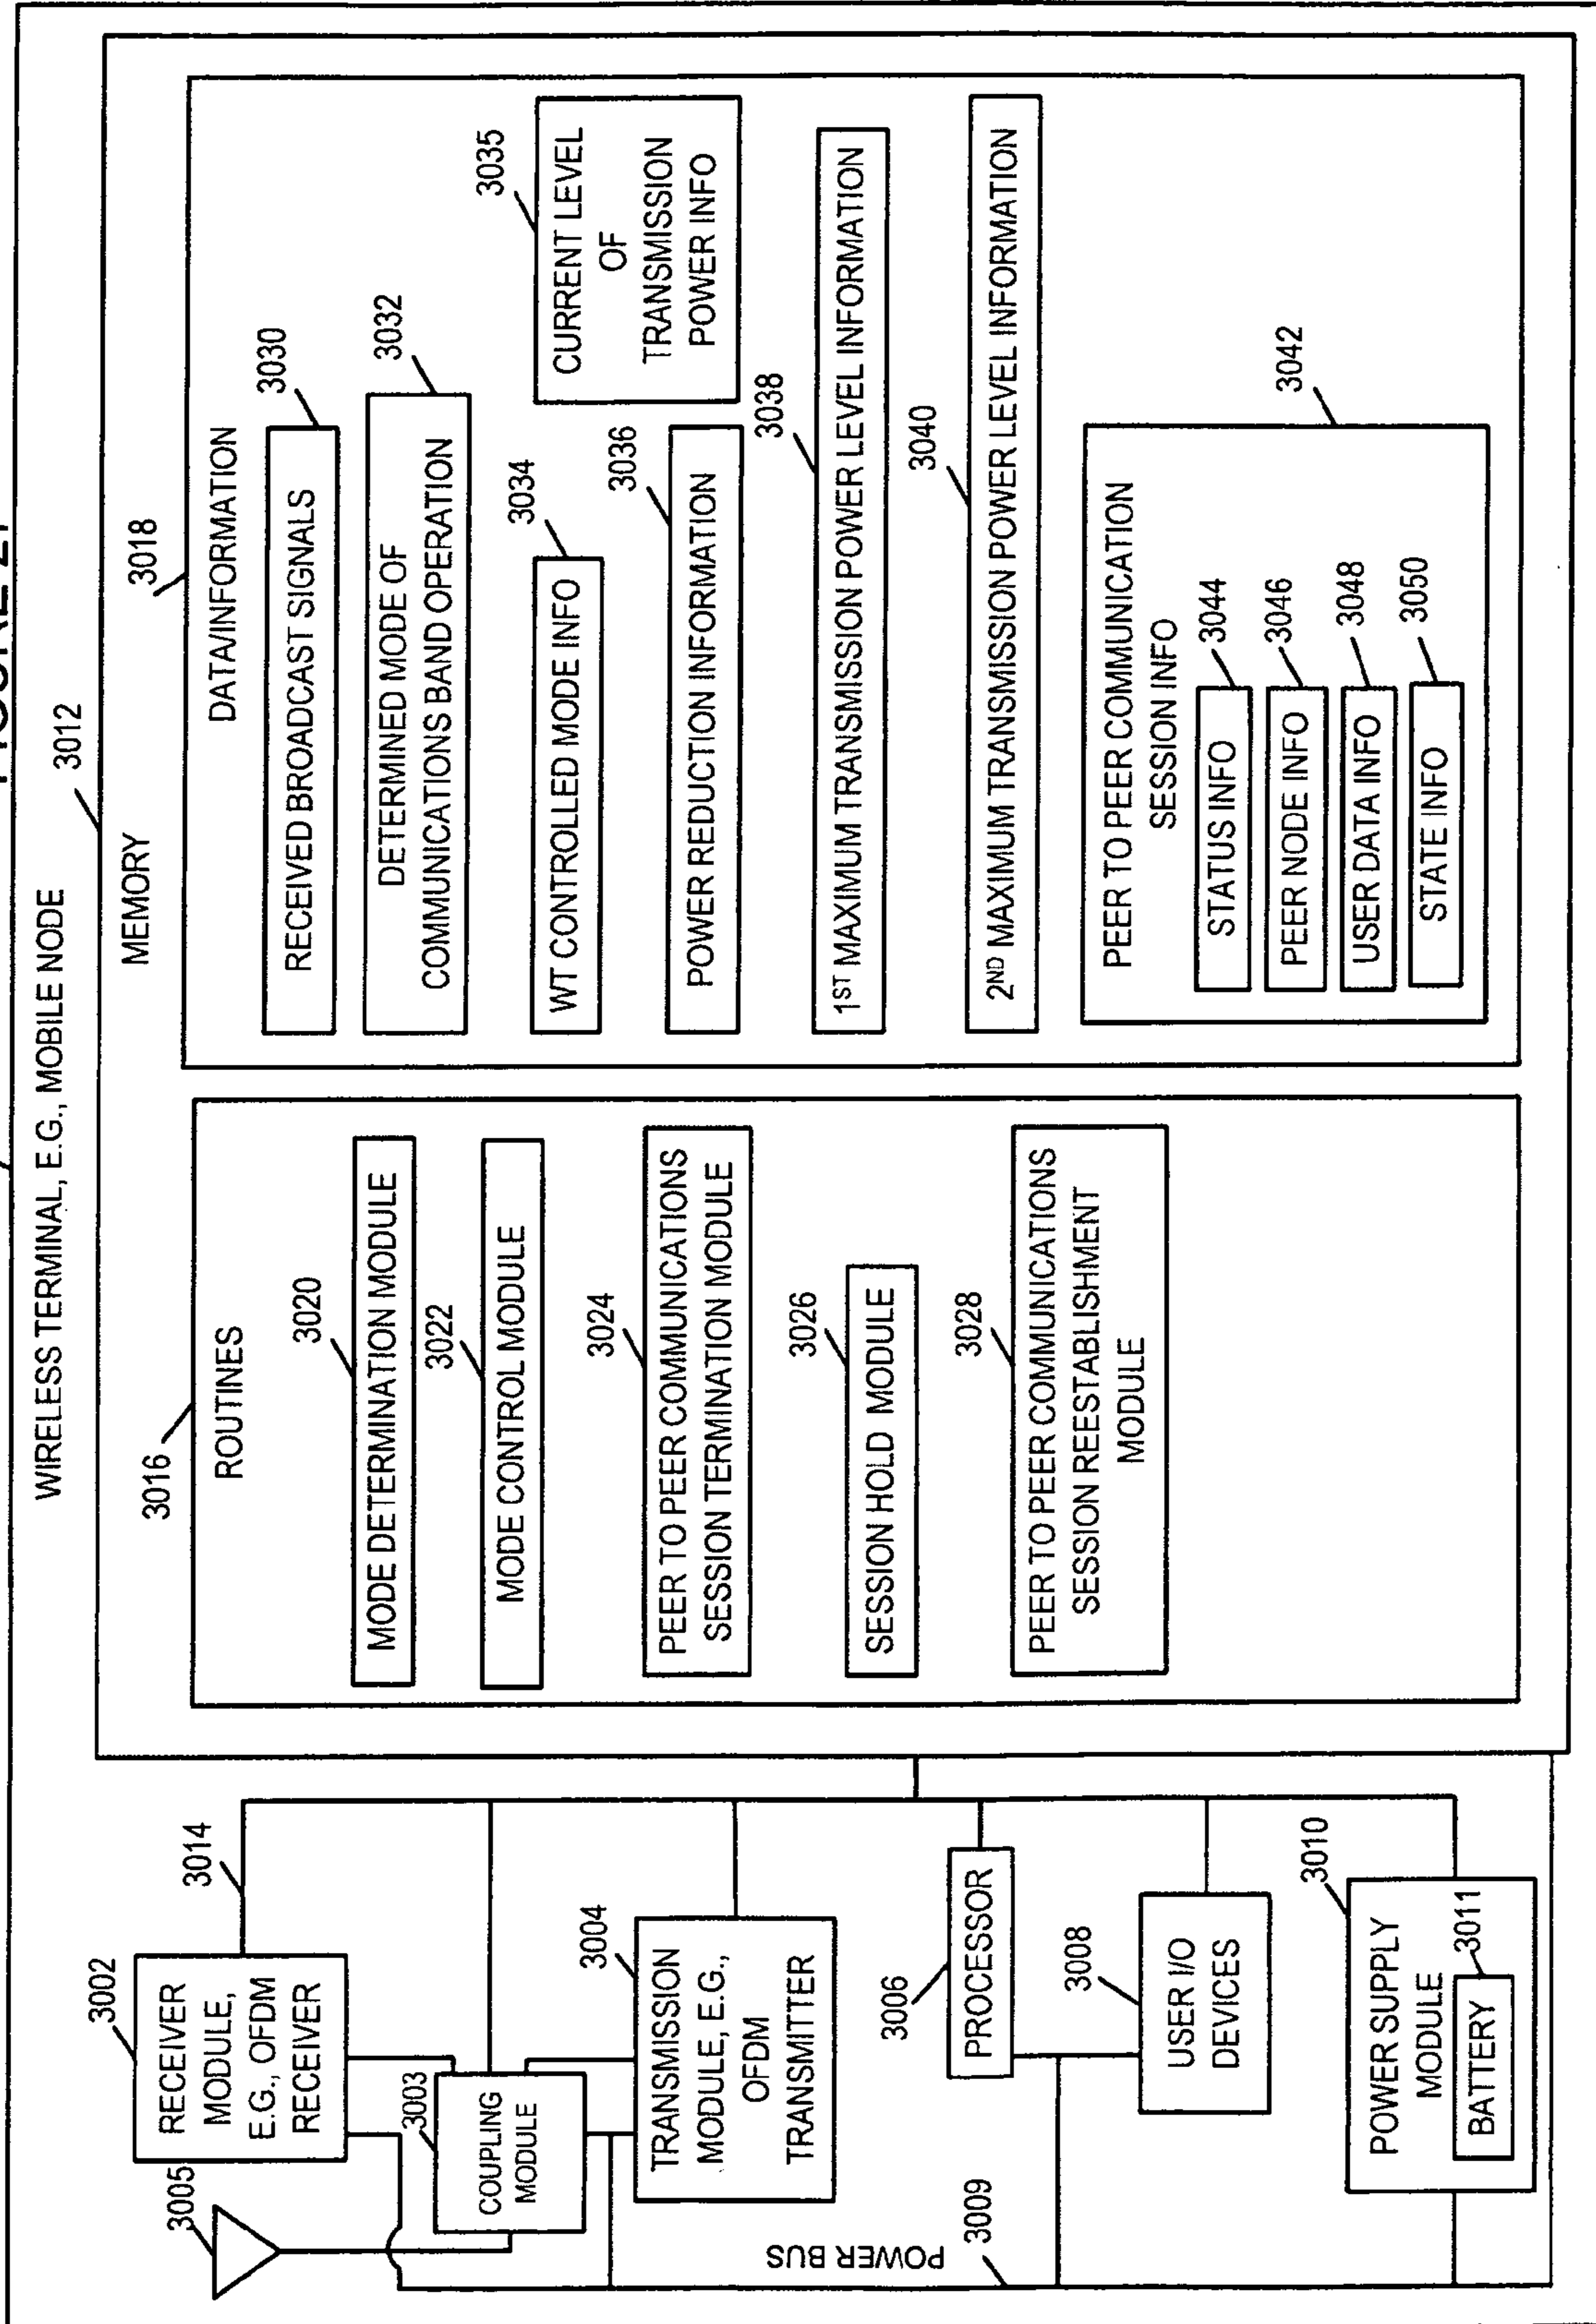 WIRELESS TERMINAL, E.G., MOBILE NODE
3005
3002
RECEIVER
MODULE,
E.G., OFDM
RECEIVER
3014
3003
COUPLING
MODULE
3004
TRANSMISSION
MODULE, E.G.,
OFDM
TRANSMITTER
POWER BUS
3009
3006
PROCESSOR
3008
USER I/O
DEVICES
3010
POWER SUPPLY
MODULE
3011
BATTERY
3012
MEMORY
3016
ROUTINES
3020
MODE DETERMINATION MODULE
3022
MODE CONTROL MODULE
3024
PEER TO PEER COMMUNICATIONS
SESSION TERMINATION MODULE
3026
SESSION HOLD MODULE
3028
PEER TO PEER COMMUNICATIONS
SESSION REESTABLISHMENT
MODULE
3018
DATA/INFORMATION
3030
RECEIVED BROADCAST SIGNALS
3032
DETERMINED MODE OF
COMMUNICATIONS BAND OPERATION
3034
WT CONTROLLED MODE INFO
3035
CURRENT LEVEL
OF
TRANSMISSION
POWER INFO
3036
POWER REDUCTION INFORMATION
3038
1ST MAXIMUM TRANSMISSION POWER LEVEL INFORMATION
3040
2ND MAXIMUM TRANSMISSION POWER LEVEL INFORMATION
3042
PEER TO PEER COMMUNICATION
SESSION INFO
3044
STATUS INFO
3046
PEER NODE INFO
3048
USER DATA INFO
3050
STATE INFO